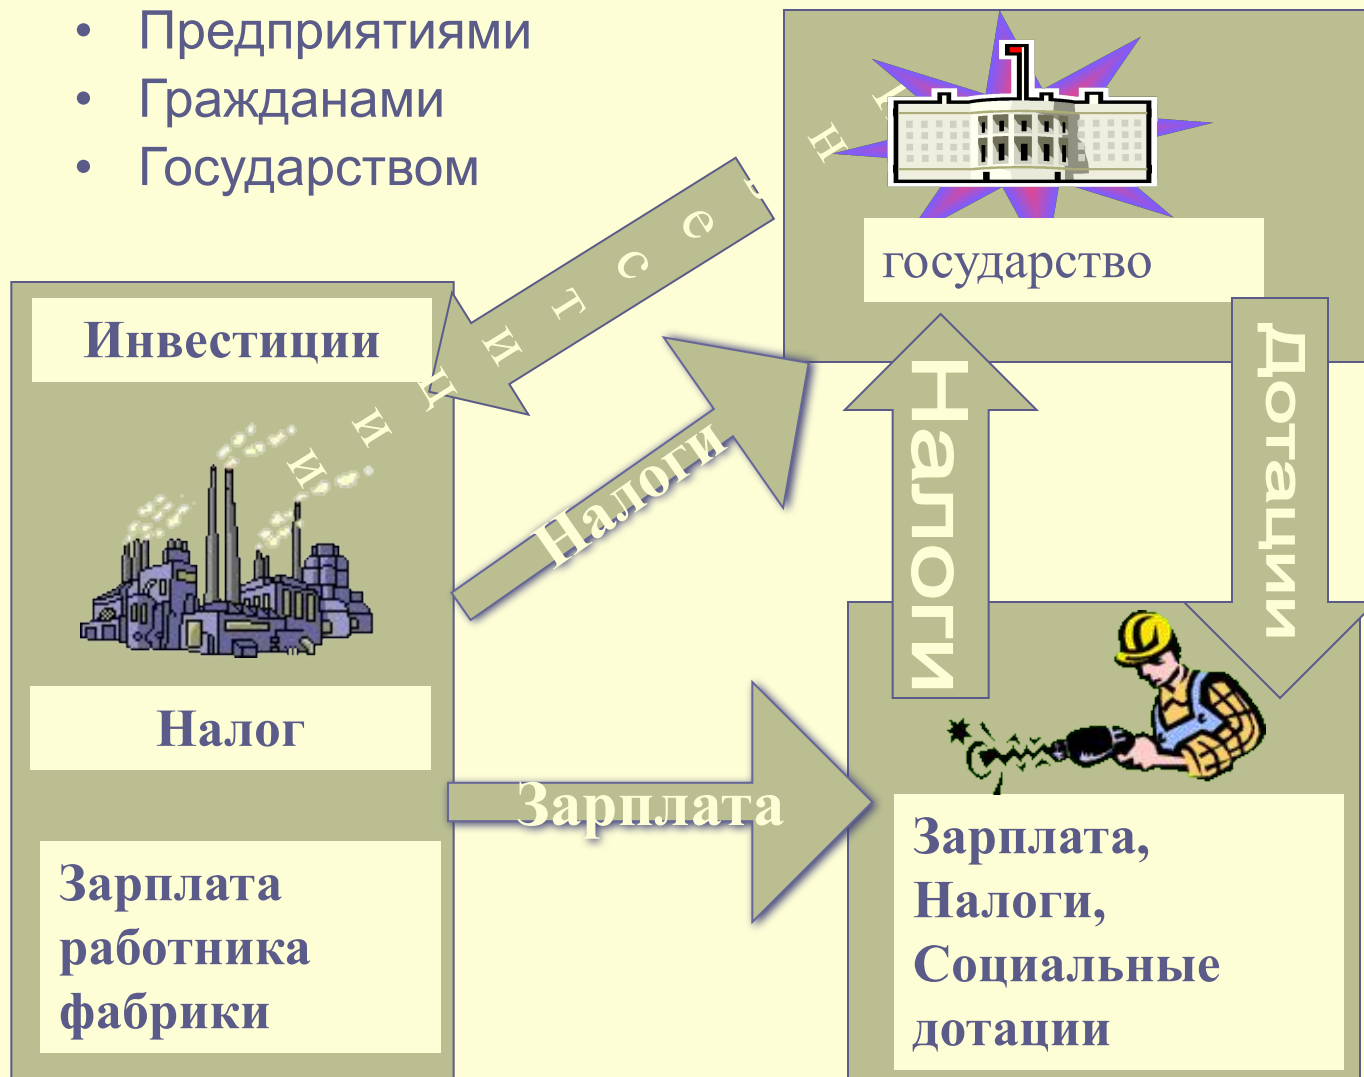 • Предприятиями
• Гражданами
• Государством
Инвестиции
государство
Инвестиции
Налоги
Налоги
Дотации
Налог
Зарплата
Зарплата
работника
фабрики
Зарплата,
Налоги,
Социальные
дотации